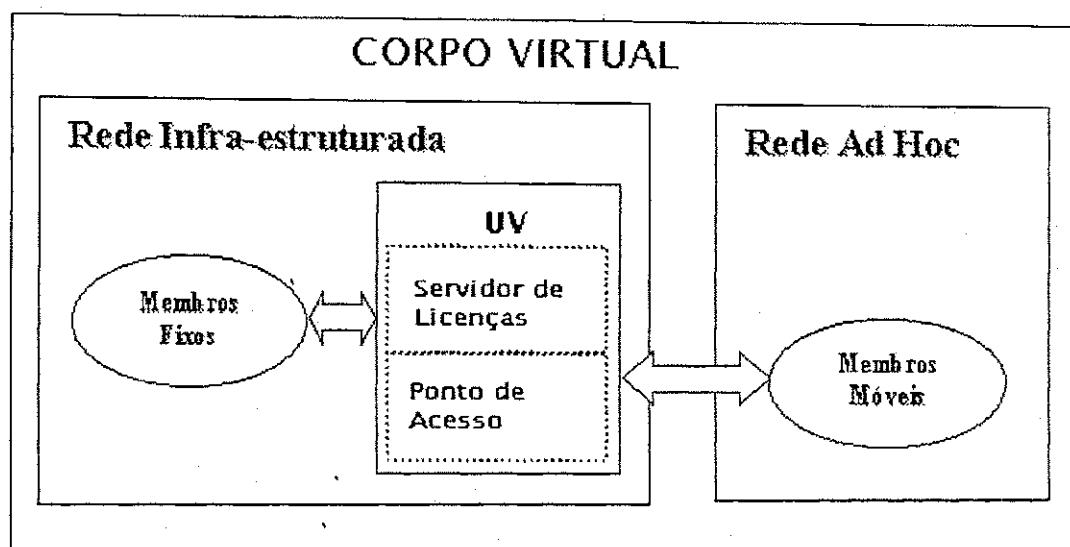 CORPO VIRTUAL
Rede Infra-estruturada
Rede Ad Hoc
UV
Servidor de
Licenças
Ponto de
Acesso
Membros
Fixos
Membros
Móveis